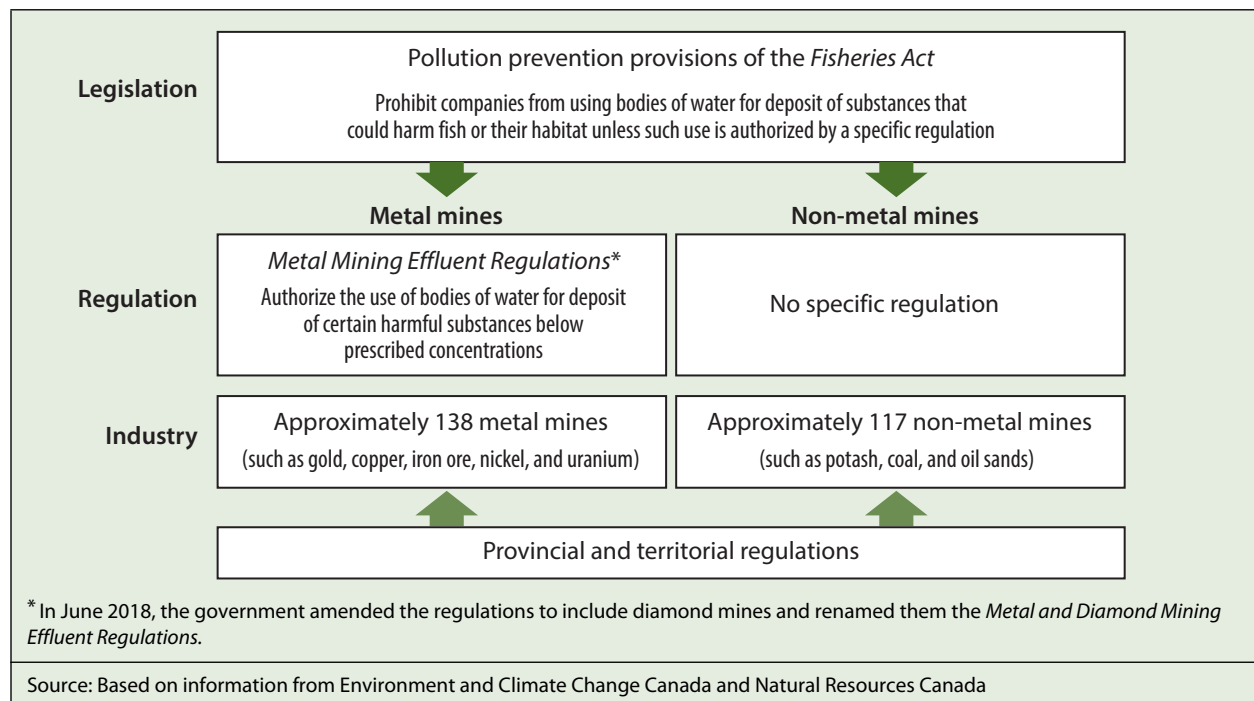 Legislation
Pollution prevention provisions of the Fisheries Act
Prohibit companies from using bodies of water for deposit of substances that
could harm fish or their habitat unless such use is authorized by a specific regulation
Metal mines
Non-metal mines
Regulation
Metal Mining Effluent Regulations*
Authorize the use of bodies of water for deposit
of certain harmful substances below
prescribed concentrations
No specific regulation
Industry
Approximately 138 metal mines
(such as gold, copper, iron ore, nickel, and uranium)
Approximately 117 non-metal mines
(such as potash, coal, and oil sands)
Provincial and territorial regulations
* In June 2018, the government amended the regulations to include diamond mines and renamed them the Metal and Diamond Mining
Effluent Regulations.
Source: Based on information from Environment and Climate Change Canada and Natural Resources Canada